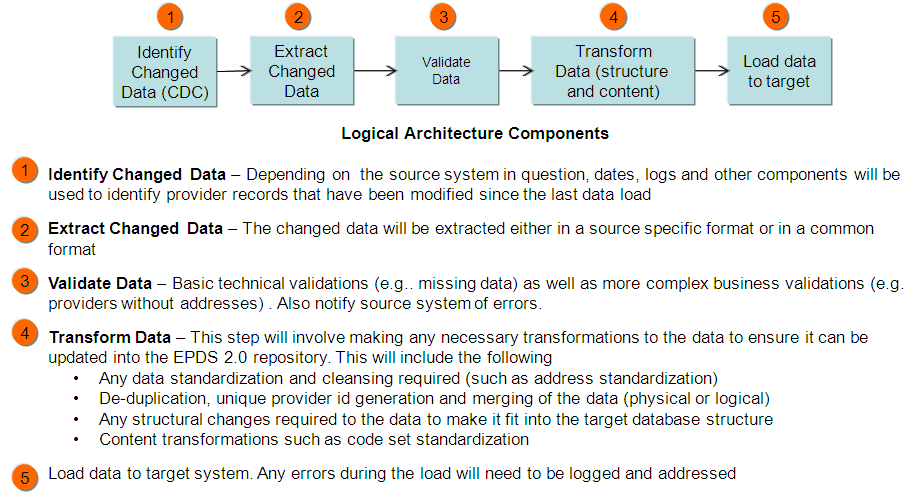 1
2
3
4
5
Identify
Changed
Data (CDC)
Extract
Changed
Data
Validate
Data
Transform
Data (structure
and content)
Load data
to target
Logical Architecture Components
1 Identify Changed Data – Depending on the source system in question, dates, logs and other components will be
used to identify provider records that have been modified since the last data load
2 Extract Changed Data – The changed data will be extracted either in a source specific format or in a common
format
3 Validate Data – Basic technical validations (e.g.. missing data) as well as more complex business validations (e.g.
providers without addresses) . Also notify source system of errors.
4 Transform Data – This step will involve making any necessary transformations to the data to ensure it can be
updated into the EPDS 2.0 repository. This will include the following
• Any data standardization and cleansing required (such as address standardization)
• De-duplication, unique provider id generation and merging of the data (physical or logical)
• Any structural changes required to the data to make it fit into the target database structure
• Content transformations such as code set standardization
5 Load data to target system. Any errors during the load will need to be logged and addressed